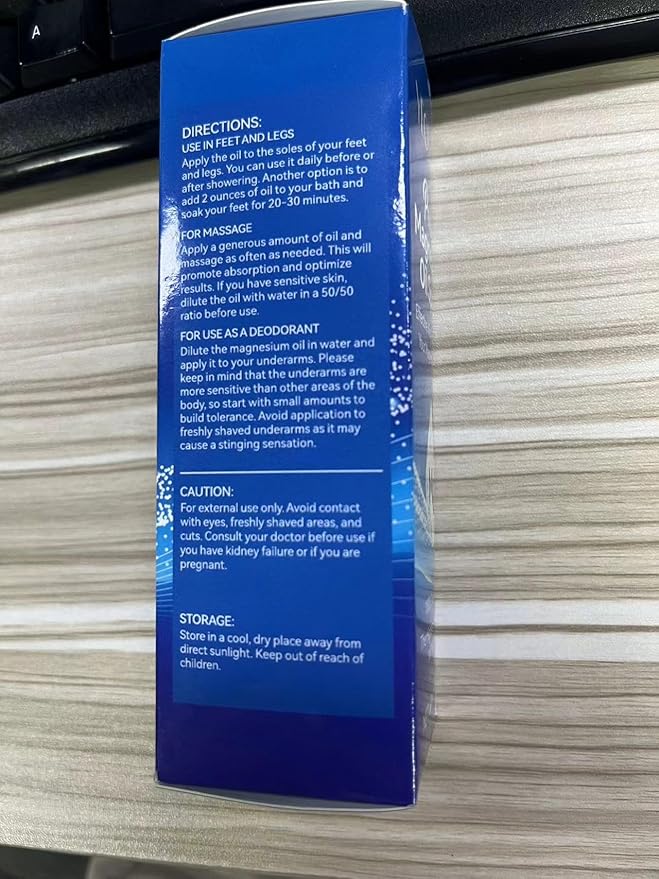 A
DIRECTIONS:
USE IN FEET AND LEGS
Apply the oil to the soles of your feet
and legs. You can use it daily before or
after showering. Another option is to
add 2 ounces of oil to your bath and
soak your feet for 20-30 minutes.
FOR MASSAGE
Apply a generous amount of oil and
massage as often as needed. This will
promote absorption and optimize
results. If you have sensitive skin,
dilute the oil with water in a 50/50
ratio before use.
FOR USE AS A DEODORANT
Dilute the magnesium oil in water and
apply it to your underarms. Please
keep in mind that the underarms are
more sensitive than other areas of the
body, so start with small amounts to
build tolerance. Avoid application to
freshly shaved underarms as it may
cause a stinging sensation.
CAUTION:
For external use only. Avoid contact
with eyes, freshly shaved areas, and
cuts. Consult your doctor before use if
you have kidney failure or if you are
pregnant.
STORAGE:
Store in a cool, dry place away from
direct sunlight. Keep out of reach of
children.